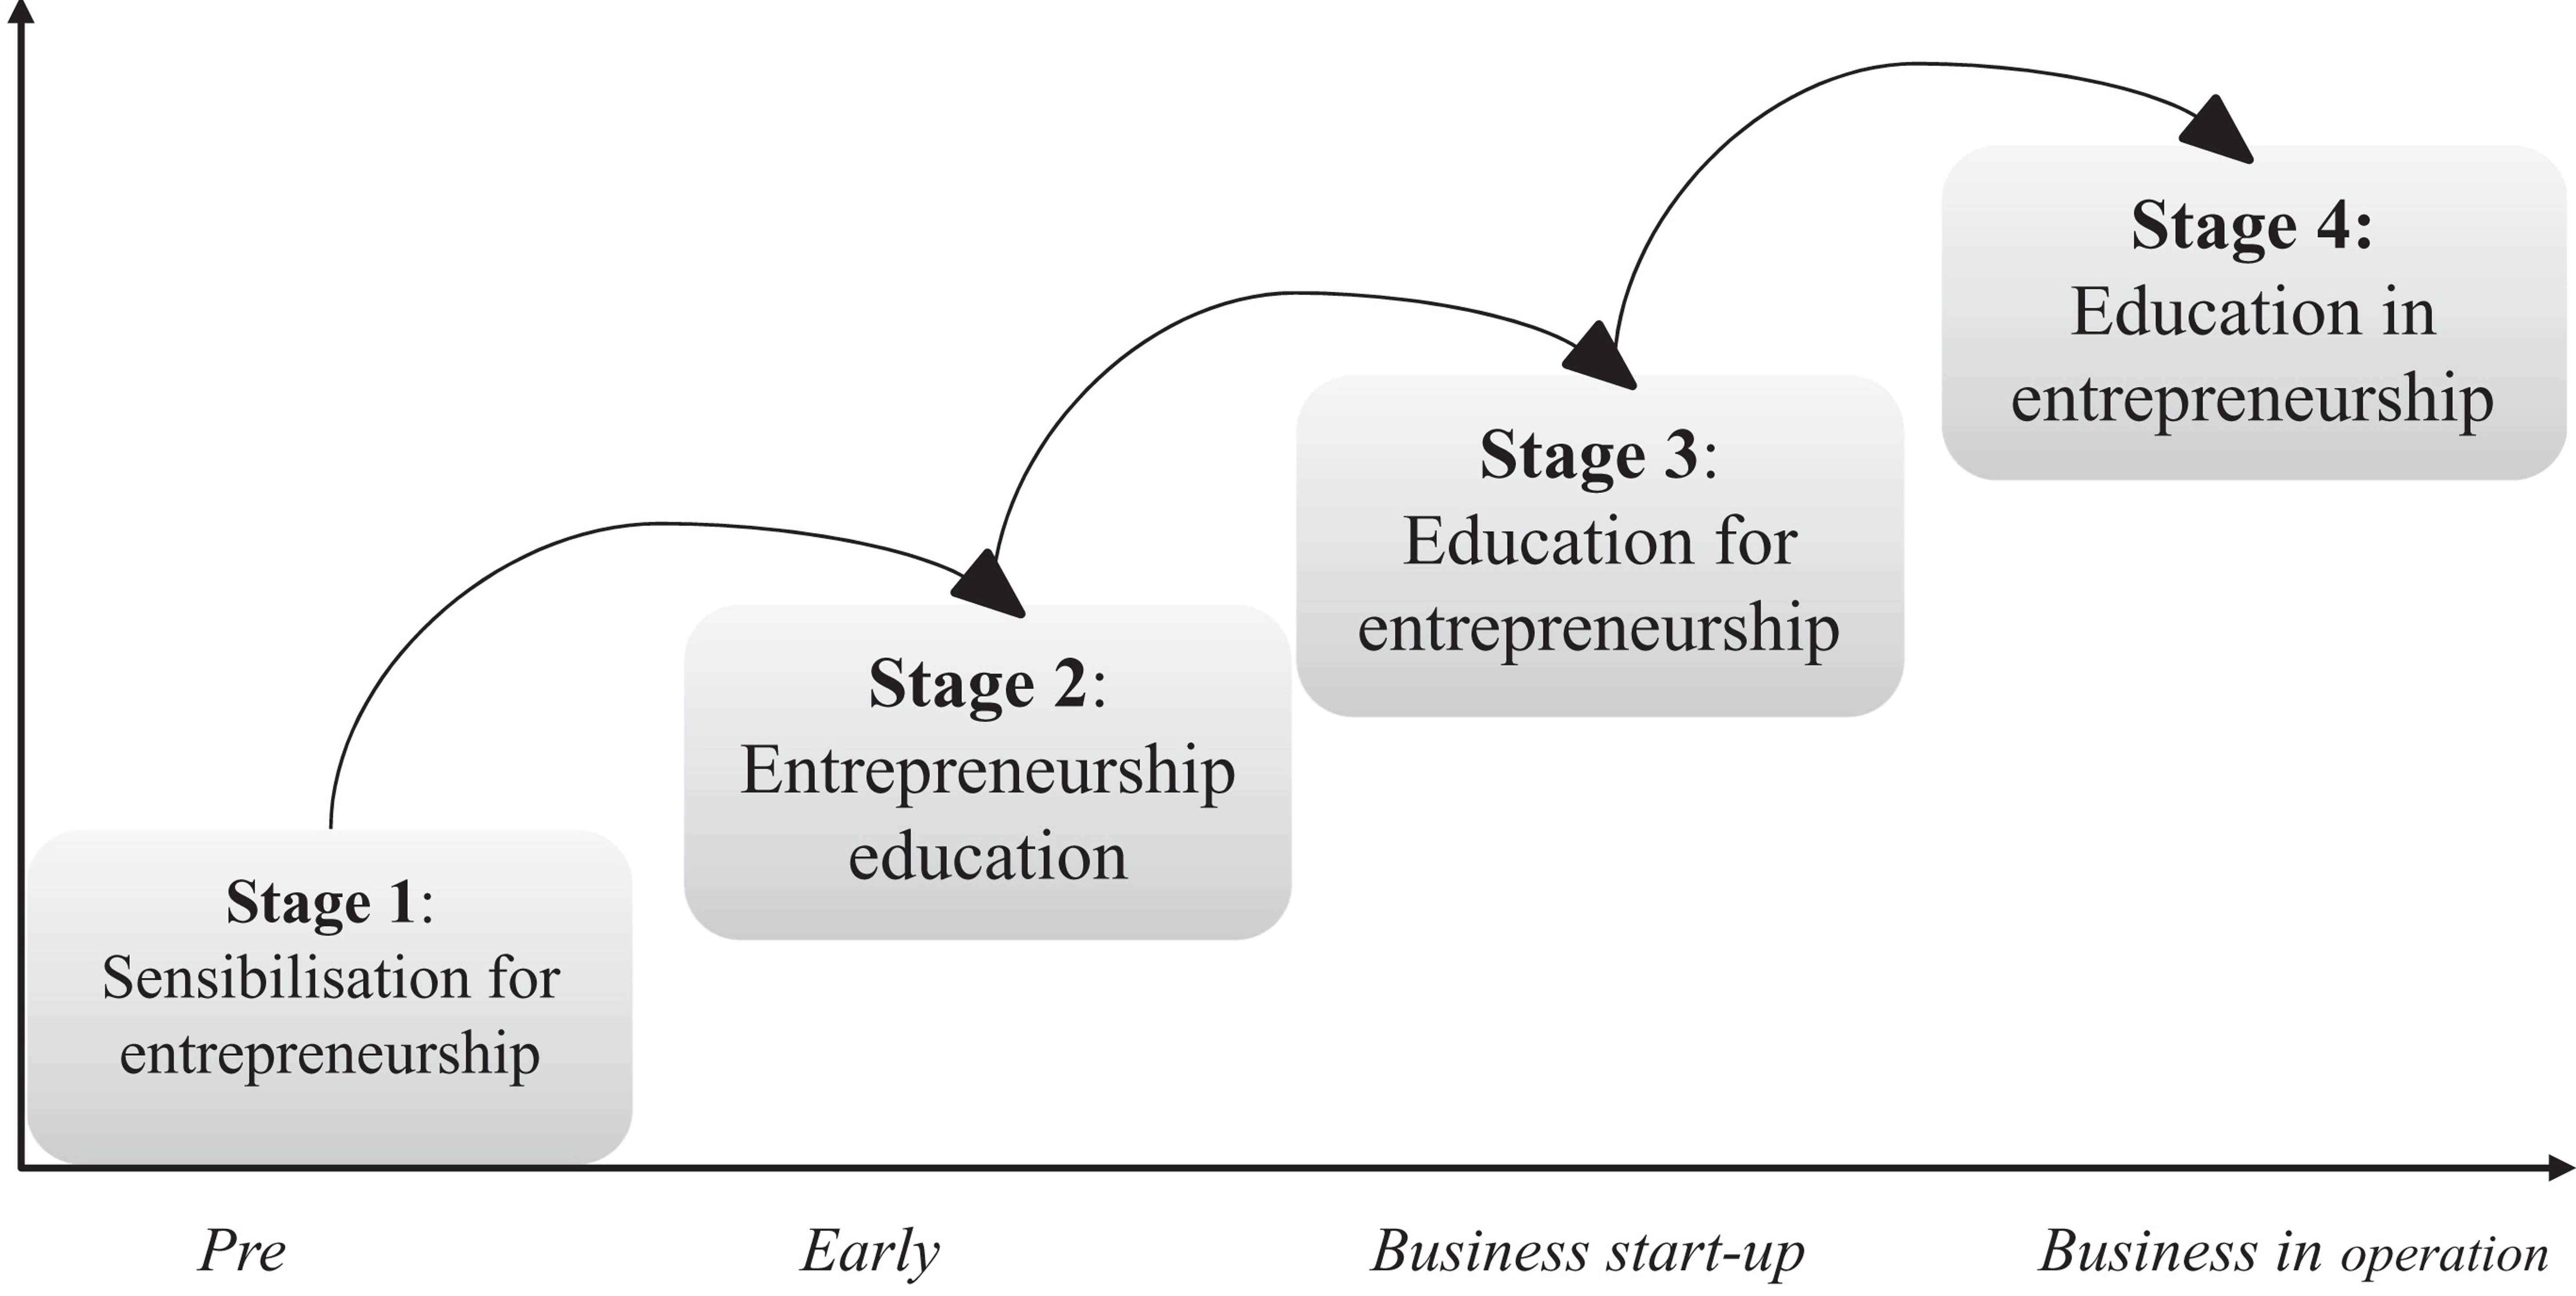 Stage 1:
Sensibilisation for
entrepreneurship
Stage 2:
Entrepreneurship
education
Stage 3:
Education for
entrepreneurship
Stage 4:
Education in
entrepreneurship
Pre
Early
Business start-up
Business in operation